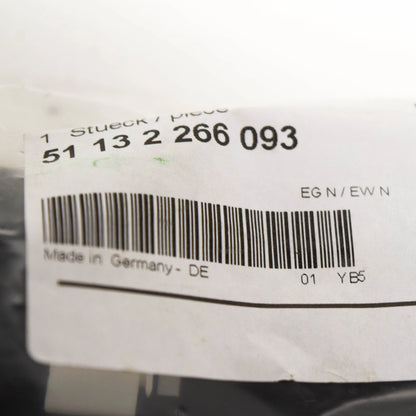 1 Stueck / piece
51 13 2 266 093
EG N / EW N
Made in Germany - DE
01 YB5